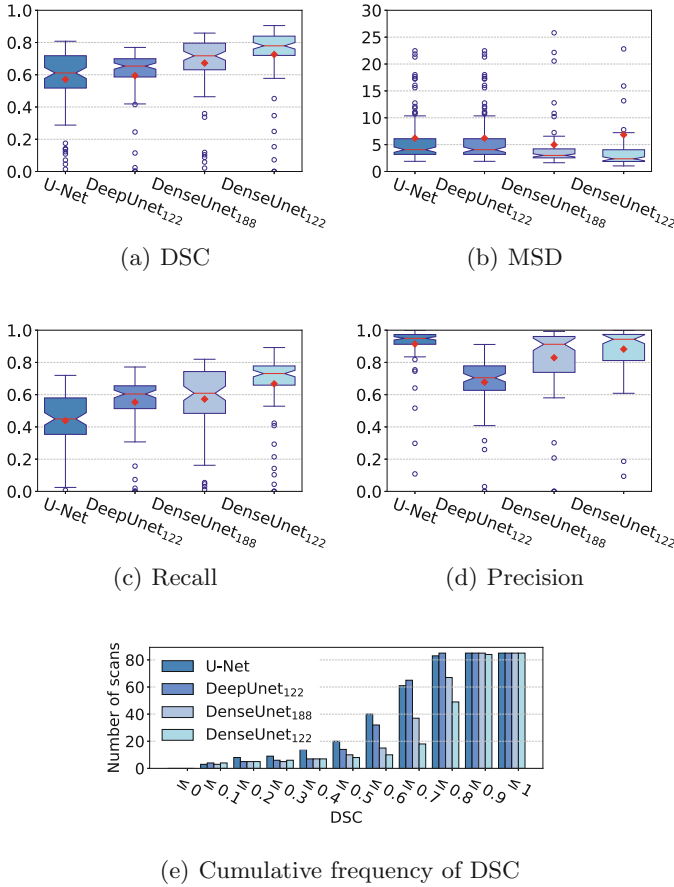 1.0
0.8
0.6
0.4
0.2
0.0
U-Net
DeepUnet₁₂₂
DenseUnet₁₈₈
DenseUnet₁₂₂
(a) DSC
30
25
20
15
10
5
0
U-Net
DeepUnet₁₂₂
DenseUnet₁₈₈
DenseUnet₁₂₂
(b) MSD
1.0
0.8
0.6
0.4
0.2
0.0
U-Net
DeepUnet₁₂₂
DenseUnet₁₈₈
DenseUnet₁₂₂
(c) Recall
1.0
0.8
0.6
0.4
0.2
0.0
U-Net
DeepUnet₁₂₂
DenseUnet₁₈₈
DenseUnet₁₂₂
(d) Precision
Number of scans
80
60
40
20
0
U-Net
DeepUnet₁₂₂
DenseUnet₁₈₈
DenseUnet₁₂₂
≤ 0
≤ 0.1
≤ 0.2
≤ 0.3
≤ 0.4
≤ 0.5
≤ 0.6
≤ 0.7
≤ 0.8
≤ 0.9
≤ 1
DSC
(e) Cumulative frequency of DSC